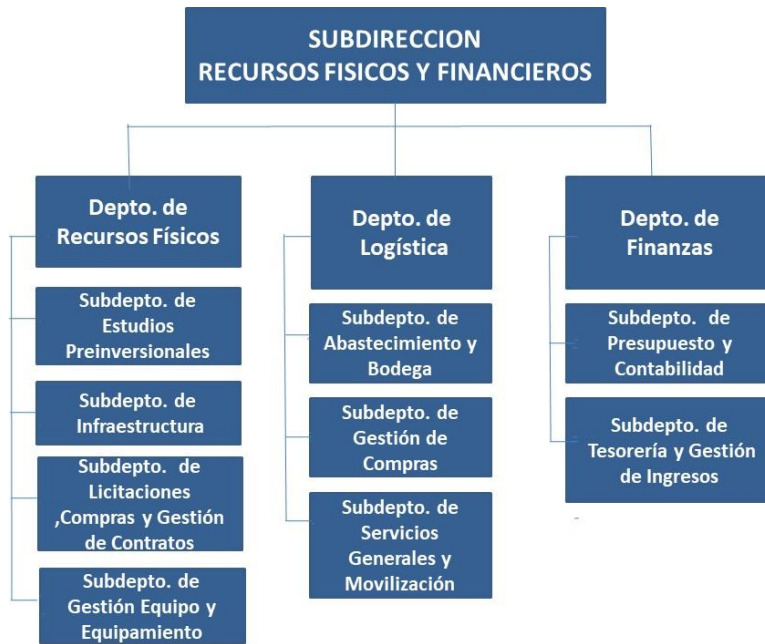 SUBDIRECCION
RECURSOS FISICOS Y FINANCIEROS
Depto. de
Recursos Físicos
Subdepto. de
Estudios
Preinversionales
Subdepto. de
Infraestructura
Subdepto. de
Licitaciones
,Compras y Gestión
de Contratos
Subdepto. de
Gestión Equipo y
Equipamiento
Depto. de
Logística
Subdepto. de
Abastecimiento y
Bodega
Subdepto. de
Gestión de
Compras
Subdepto. de
Servicios
Generales y
Movilización
Depto. de
Finanzas
Subdepto. de
Presupuesto y
Contabilidad
Subdepto. de
Tesorería y Gestión
de Ingresos